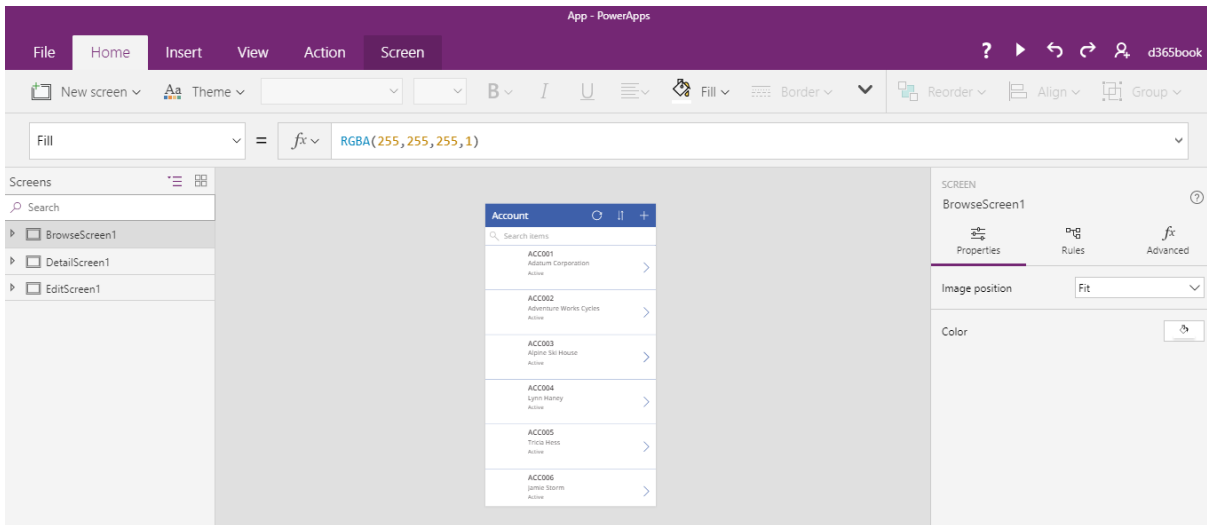 App - PowerApps
File Home Insert View Action Screen ? d365book
New screen Aa Theme B I U Fill Border Reorder Align Group
Fill = fx RGBA(255,255,255,1)
Screens
Search
BrowseScreen1
DetailScreen1
EditScreen1
Account
Search items
ACC001
Adatum Corporation
Active
ACC002
Adventure Works Cycles
Active
ACC003
Alpine Ski House
Active
ACC004
Lynn Haney
Active
ACC005
Tricia Hess
Active
ACC006
Jamie Storm
Active
SCREEN
BrowseScreen1
?
Properties Rules fx Advanced
Image position Fit
Color